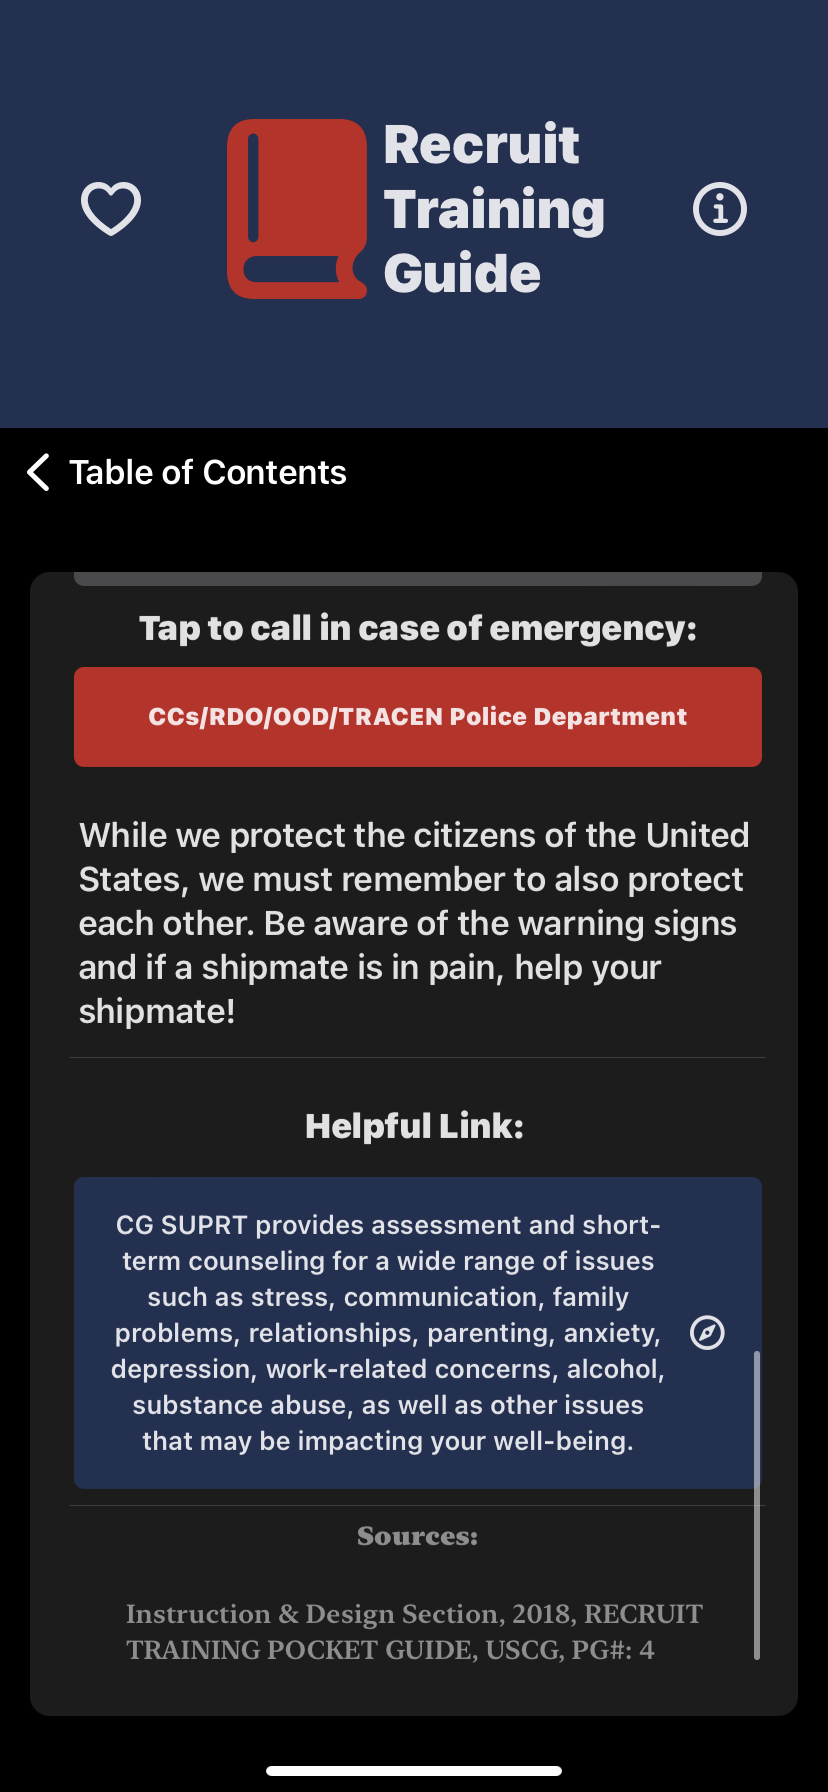 Recruit
Training
Guide
Table of Contents
Tap to call in case of emergency:
CCs/RDO/OOD/TRACEN Police Department
While we protect the citizens of the United
States, we must remember to also protect
each other. Be aware of the warning signs
and if a shipmate is in pain, help your
shipmate!
Helpful Link:
CG SUPRT provides assessment and short-
term counseling for a wide range of issues
such as stress, communication, family
problems, relationships, parenting, anxiety,
depression, work-related concerns, alcohol,
substance abuse, as well as other issues
that may be impacting your well-being.
Sources:
Instruction & Design Section, 2018, RECRUIT
TRAINING POCKET GUIDE, USCG, PG#: 4